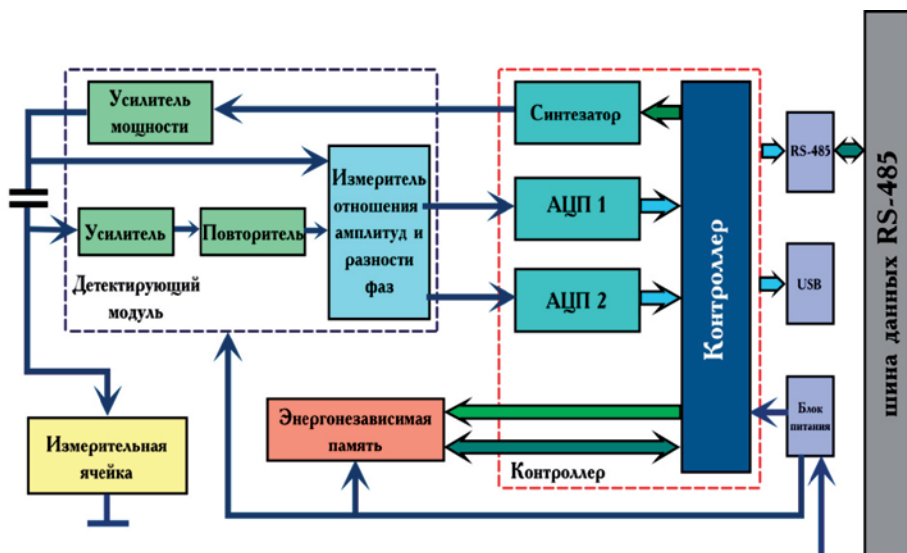 Усилитель
мощности
Синтезатор
RS-485
Измеритель
отношения
амплитуд и
разности
фаз
АЦП 1
Усилитель
Повторитель
Детектирующий
модуль
АЦП 2
Контроллер
USB
шина данных RS-485
Энергонезависимая
память
Блок
питания
Измерительная
ячейка
Контроллер